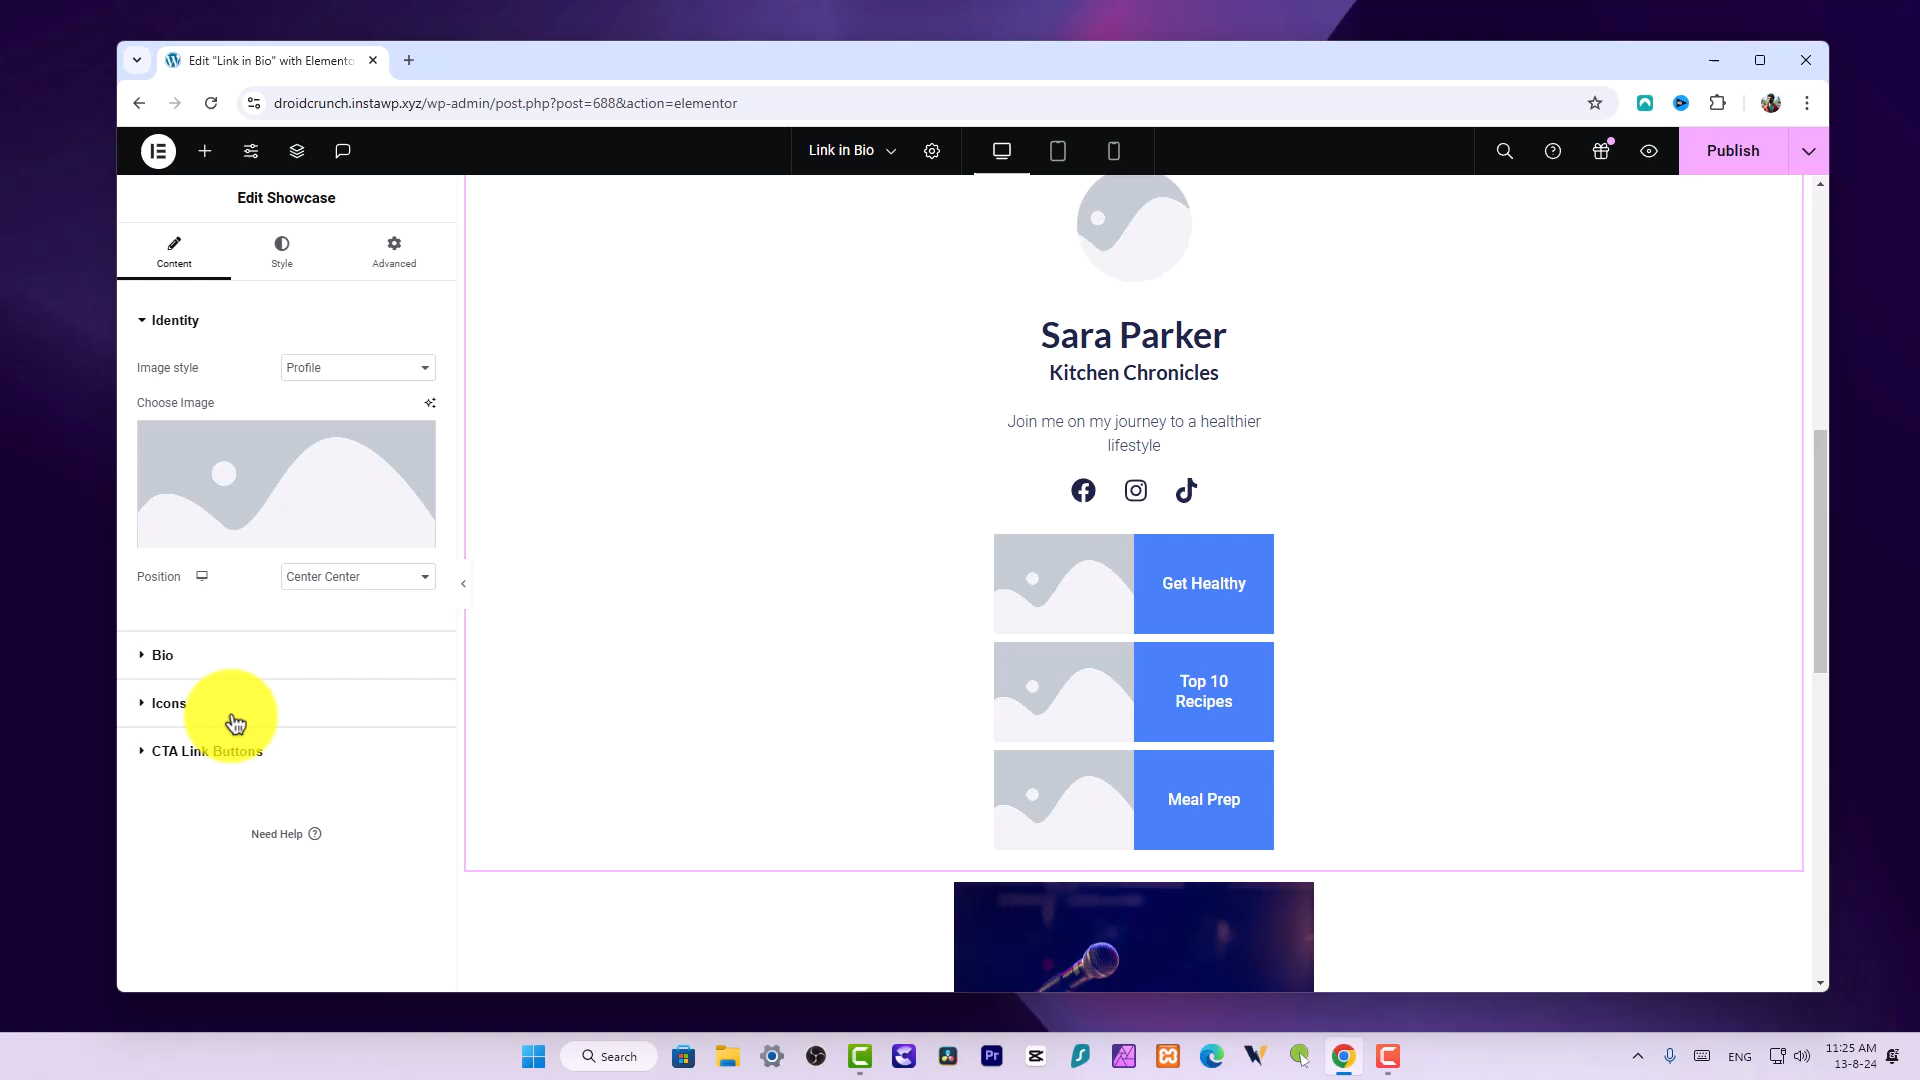 Edit "Link in Bio" with Elemento
droidcrunch.instawp.xyz/wp-admin/post.php?post=688&action=elementor
Link in Bio
Publish
Edit Showcase
Content
Style
Advanced
Identity
Image style
Profile
Choose Image
Position
Center Center
Bio
Icons
CTA Link Buttons
Need Help
Sara Parker
Kitchen Chronicles
Join me on my journey to a healthier
lifestyle
Get Healthy
Top 10
Recipes
Meal Prep
Search
Pr
ENG
11:25 AM
13-8-24